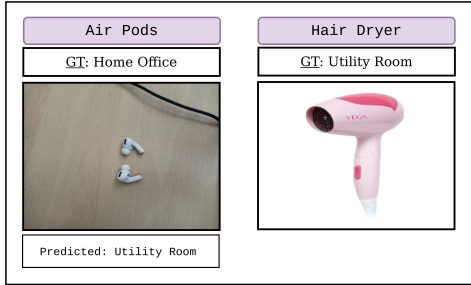 Air Pods
GT: Home Office
Predicted: Utility Room
Hair Dryer
GT: Utility Room
VEGA